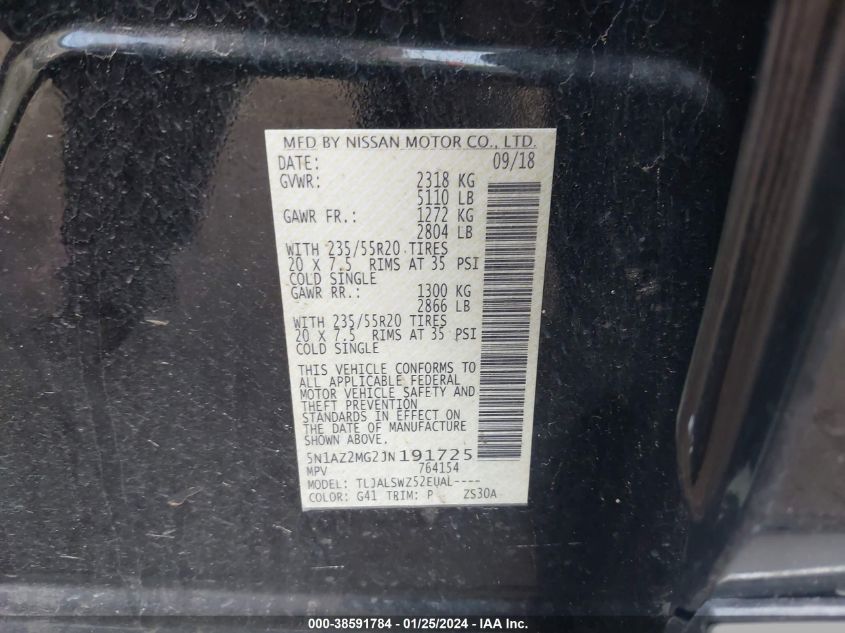 MFD BY NISSAN MOTOR CO., LTD.
DATE: 09/18
GVWR: 2318 KG
5110 LB
GAWR FR.: 1272 KG
2804 LB
WITH 235/55R20 TIRES
20 X 7.5 RIMS AT 35 PSI
COLD SINGLE
GAWR RR.: 1300 KG
2866 LB
WITH 235/55R20 TIRES
20 X 7.5 RIMS AT 35 PSI
COLD SINGLE
THIS VEHICLE CONFORMS TO
ALL APPLICABLE FEDERAL
MOTOR VEHICLE SAFETY AND
THEFT PREVENTION
STANDARDS IN EFFECT ON
THE DATE OF MANUFACTURE
SHOWN ABOVE.
5N1AZ2MG2JN191725
MPV 764154
MODEL: TLJALSWZ52EUAL----
COLOR: G41 TRIM: P ZS30A
000-38591784 - 01/25/2024 - IAA Inc.